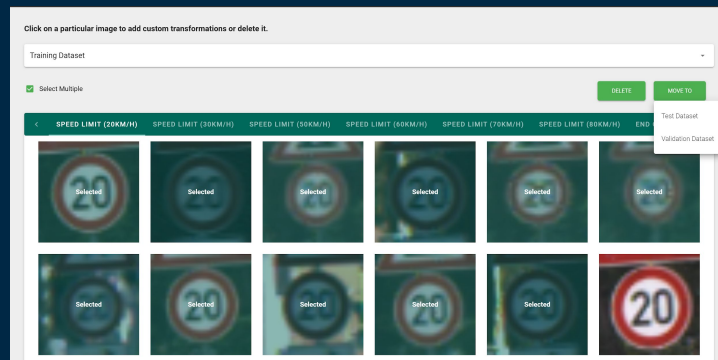 Click on a particular image to add custom transformations or delete it.
Training Dataset
Select Multiple
DELETE
MOVE TO
Test Dataset
Validation Dataset
SPEED LIMIT (20KM/H) SPEED LIMIT (30KM/H) SPEED LIMIT (50KM/H) SPEED LIMIT (60KM/H) SPEED LIMIT (70KM/H) SPEED LIMIT (80KM/H) END
Selected Selected Selected Selected Selected Selected
Selected Selected Selected Selected Selected 20